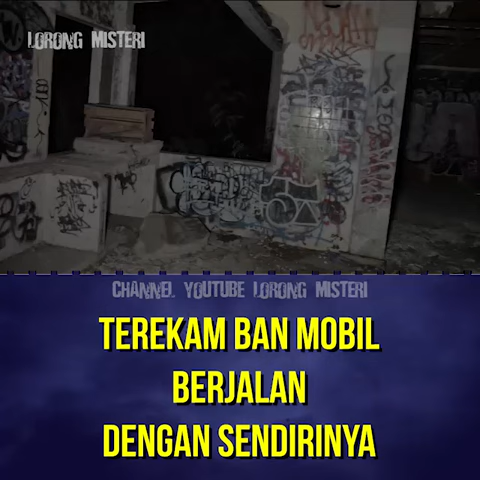 LORONG MISTERI
CHANNEL YOUTUBE LORONG MISTERI
TEREKAM BAN MOBIL
BERJALAN
DENGAN SENDIRINYA